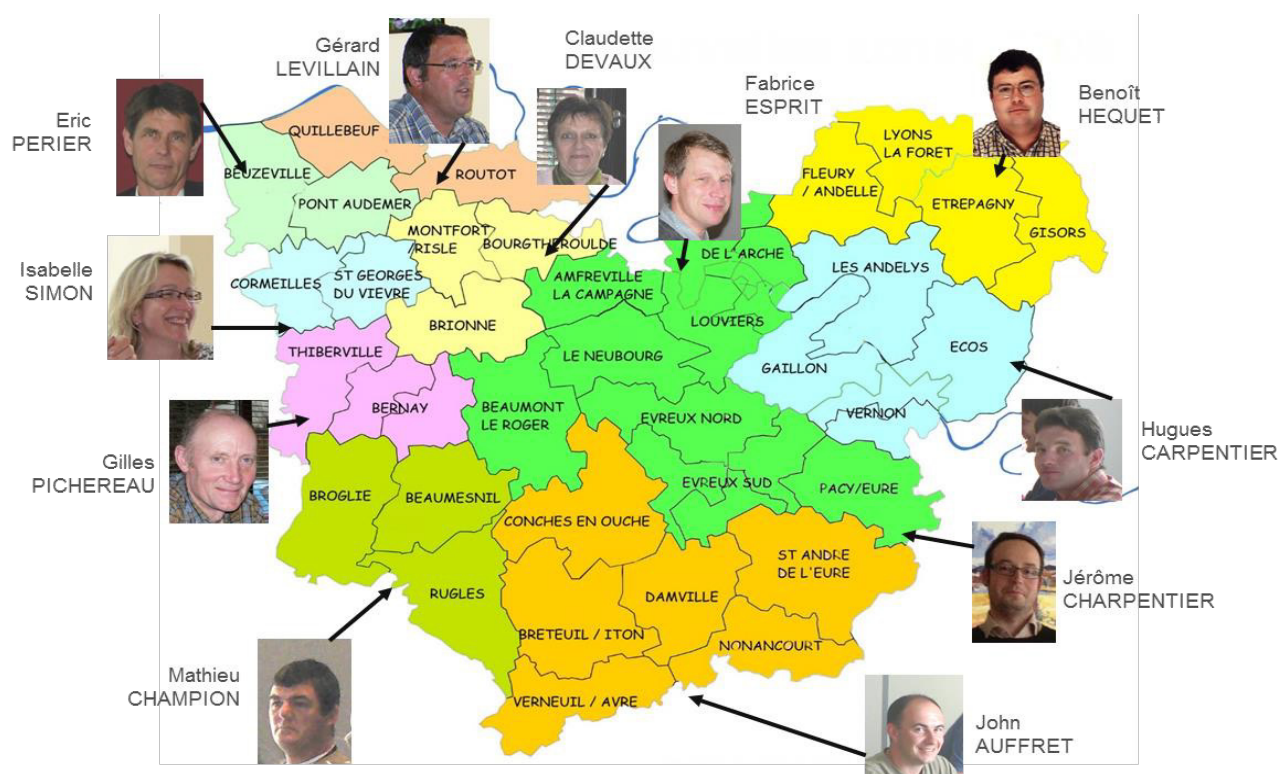 Gérard
LEVILLAIN
Claudette
DEVAUX
Fabrice
ESPRIT
Benoît
HEQUET
Eric
PERIER
Isabelle
SIMON
Gilles
PICHEREAU
Mathieu
CHAMPION
Hugues
CARPENTIER
Jérôme
CHARPENTIER
John
AUFFRET
QUILLEBEUF
BEUZEVILLE
ROUTOT
PONT AUDEMER
MONTFORT
RISLE
BOURGTHEROULDE
CORMEILLES
ST GEORGES
DU VIEVRE
BRIONNE
THIBERVILLE
BERNAY
AMFREVILLE
LA CAMPAGNE
DE L'ARCHE
LOUVIERS
LE NEUBOURG
BEAUMONT
LE ROGER
EVREUX NORD
EVREUX SUD
PACY/EURE
FLEURY
/ ANDELLE
LYONS
LA FORET
ETREPAGNY
GISORS
LES ANDELYS
ECOS
GAILLON
VERNON
BROGLIE
BEAUMESNIL
RUGLES
CONCHES EN OUCHE
BRETEUIL / ITON
DAMVILLE
ST ANDRE
DE L'EURE
NONANCOURT
VERNEUIL / AVRE